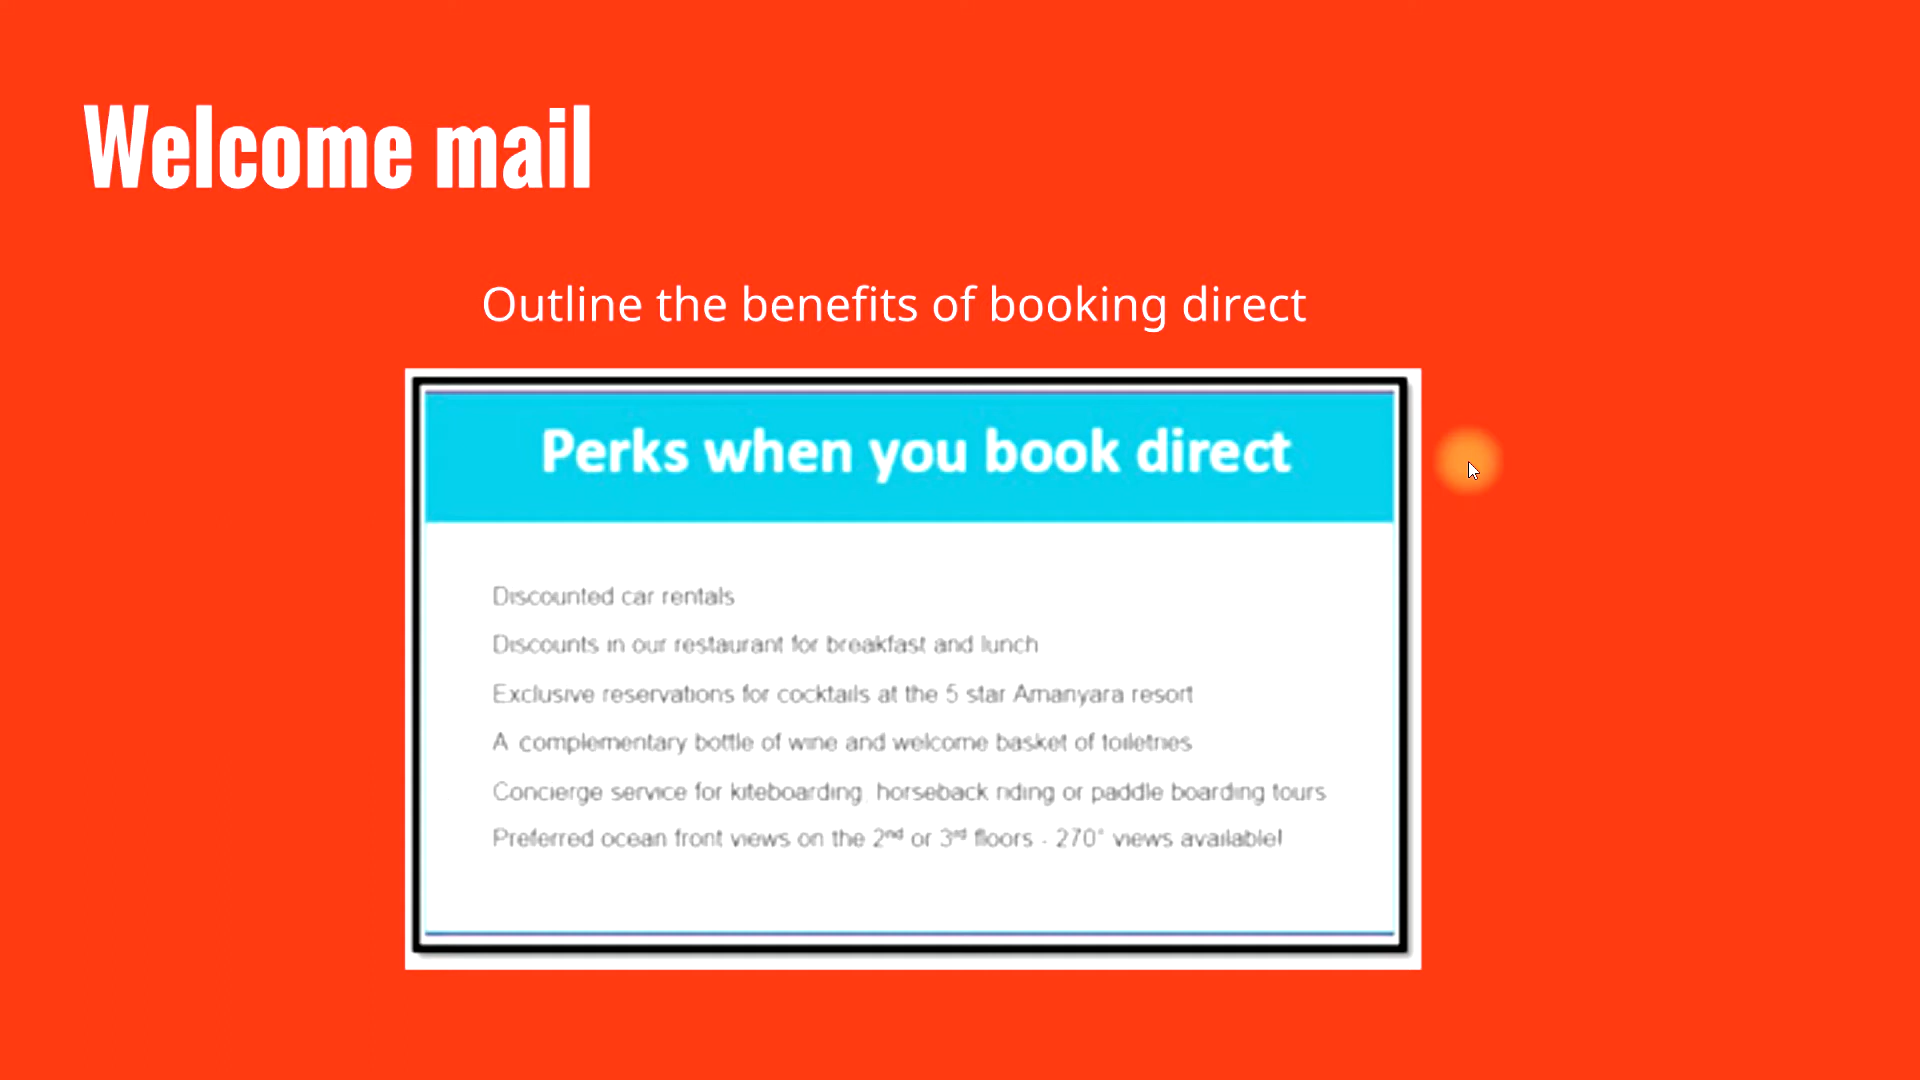 Welcome mail
Outline the benefits of booking direct
Perks when you book direct
Discounted car rentals
Discounts in our restaurant for breakfast and lunch
Exclusive reservations for cocktails at the 5 star Amanyara resort
A complementary bottle of wine and welcome basket of toiletries
Concierge service for kiteboarding, horseback riding or paddle boarding tours
Preferred ocean front views on the 2nd or 3rd floors - 270° views available!